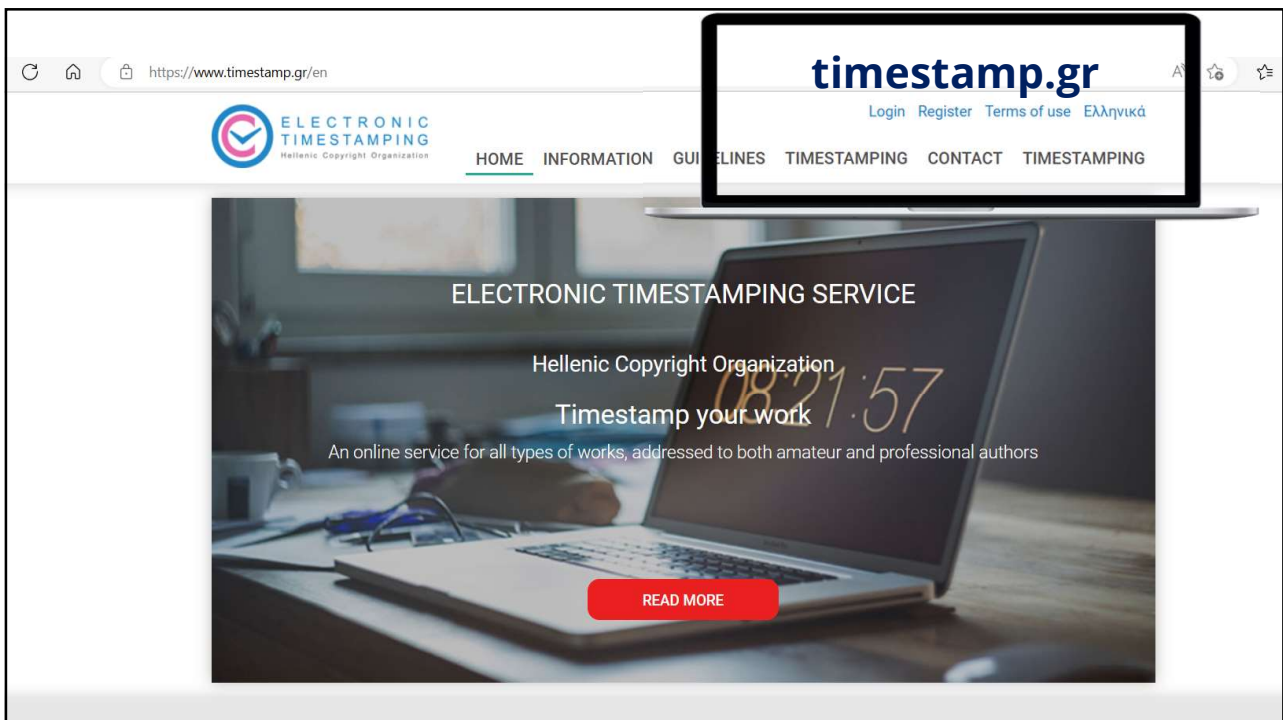 timestamp.gr
https://www.timestamp.gr/en
Login Register Terms of use Ελληνικά
ELECTRONIC
TIMESTAMPING
Hellenic Copyright Organization
HOME INFORMATION GUIDELINES TIMESTAMPING CONTACT TIMESTAMPING
ELECTRONIC TIMESTAMPING SERVICE
Hellenic Copyright Organization
08:21:57
Timestamp your work
An online service for all types of works, addressed to both amateur and professional authors
READ MORE